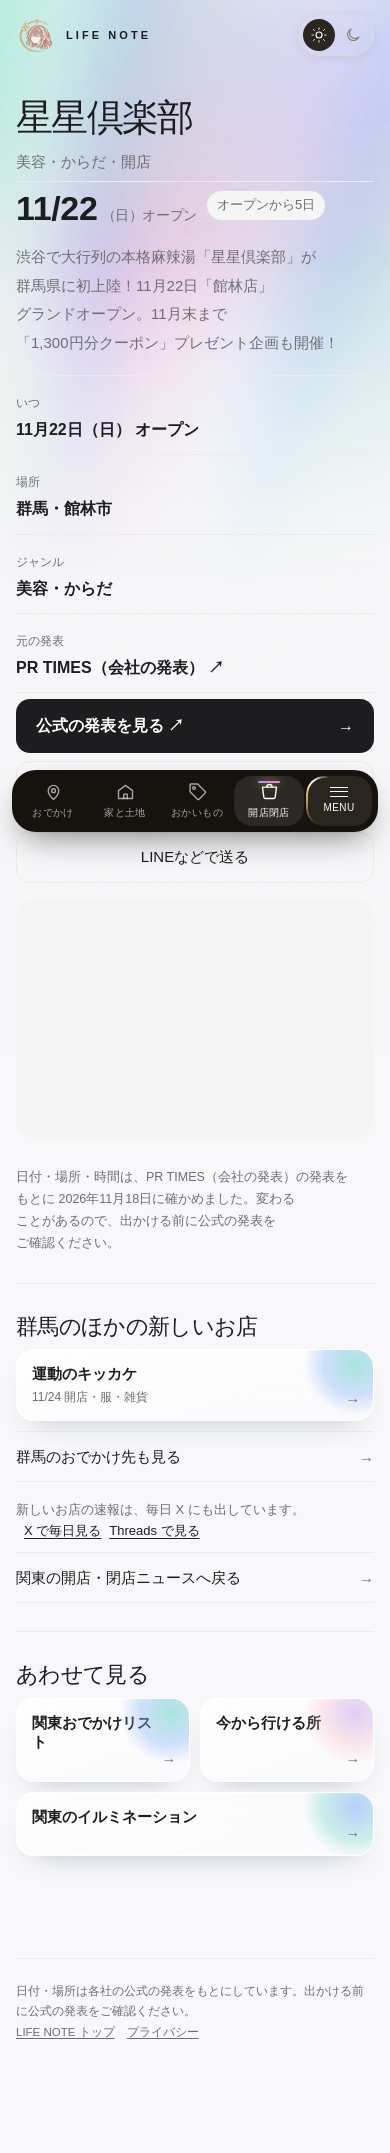 LIFE NOTE
星星倶楽部
美容・からだ・開店
11/22 （日）オープン オープンから5日
渋谷で大行列の本格麻辣湯「星星倶楽部」が
群馬県に初上陸！11月22日「館林店」
グランドオープン。11月末まで
「1,300円分クーポン」プレゼント企画も開催！
いつ
11月22日（日） オープン
場所
群馬・館林市
ジャンル
美容・からだ
元の発表
PR TIMES（会社の発表） ↗
公式の発表を見る ↗ →
おでかけ 家と土地 おかいもの 開店閉店 MENU
LINEなどで送る
日付・場所・時間は、PR TIMES（会社の発表）の発表を
もとに 2026年11月18日に確かめました。変わる
ことがあるので、出かける前に公式の発表を
ご確認ください。
群馬のほかの新しいお店
運動のキッカケ
11/24 開店・服・雑貨 →
群馬のおでかけ先も見る →
新しいお店の速報は、毎日 X にも出しています。
X で毎日見る Threads で見る
関東の開店・閉店ニュースへ戻る →
あわせて見る
関東おでかけリス
ト →
今から行ける所 →
関東のイルミネーション →
日付・場所は各社の公式の発表をもとにしています。出かける前
に公式の発表をご確認ください。
LIFE NOTE トップ プライバシー